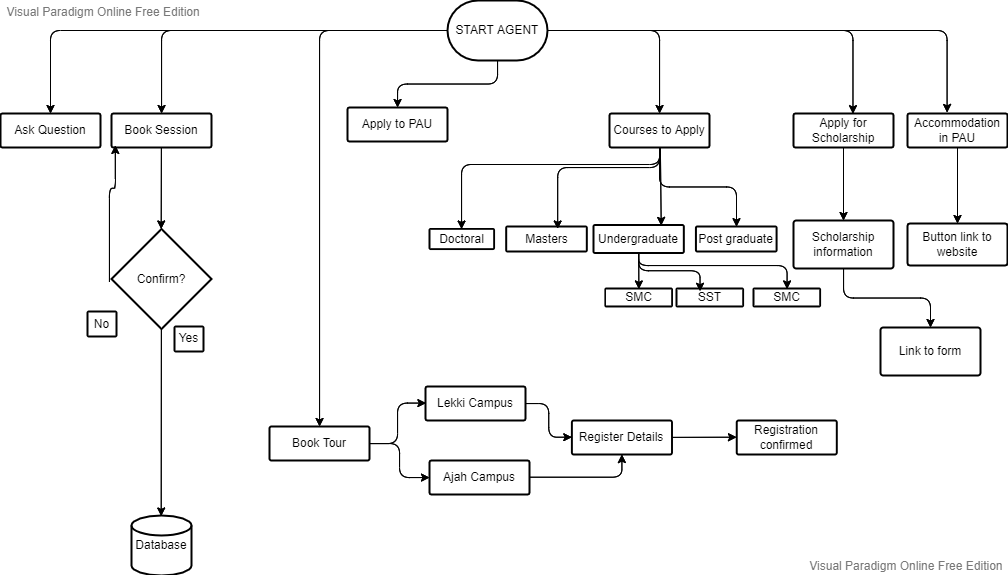 Visual Paradigm Online Free Edition
START AGENT
Ask Question
Book Session
Apply to PAU
Courses to Apply
Apply for
Scholarship
Accommodation
in PAU
Doctoral
Masters
Undergraduate
Post graduate
Scholarship
information
Button link to
website
Confirm?
SMC
SST
SMC
No
Yes
Link to form
Lekki Campus
Book Tour
Register Details
Registration
confirmed
Ajah Campus
Database
Visual Paradigm Online Free Edition